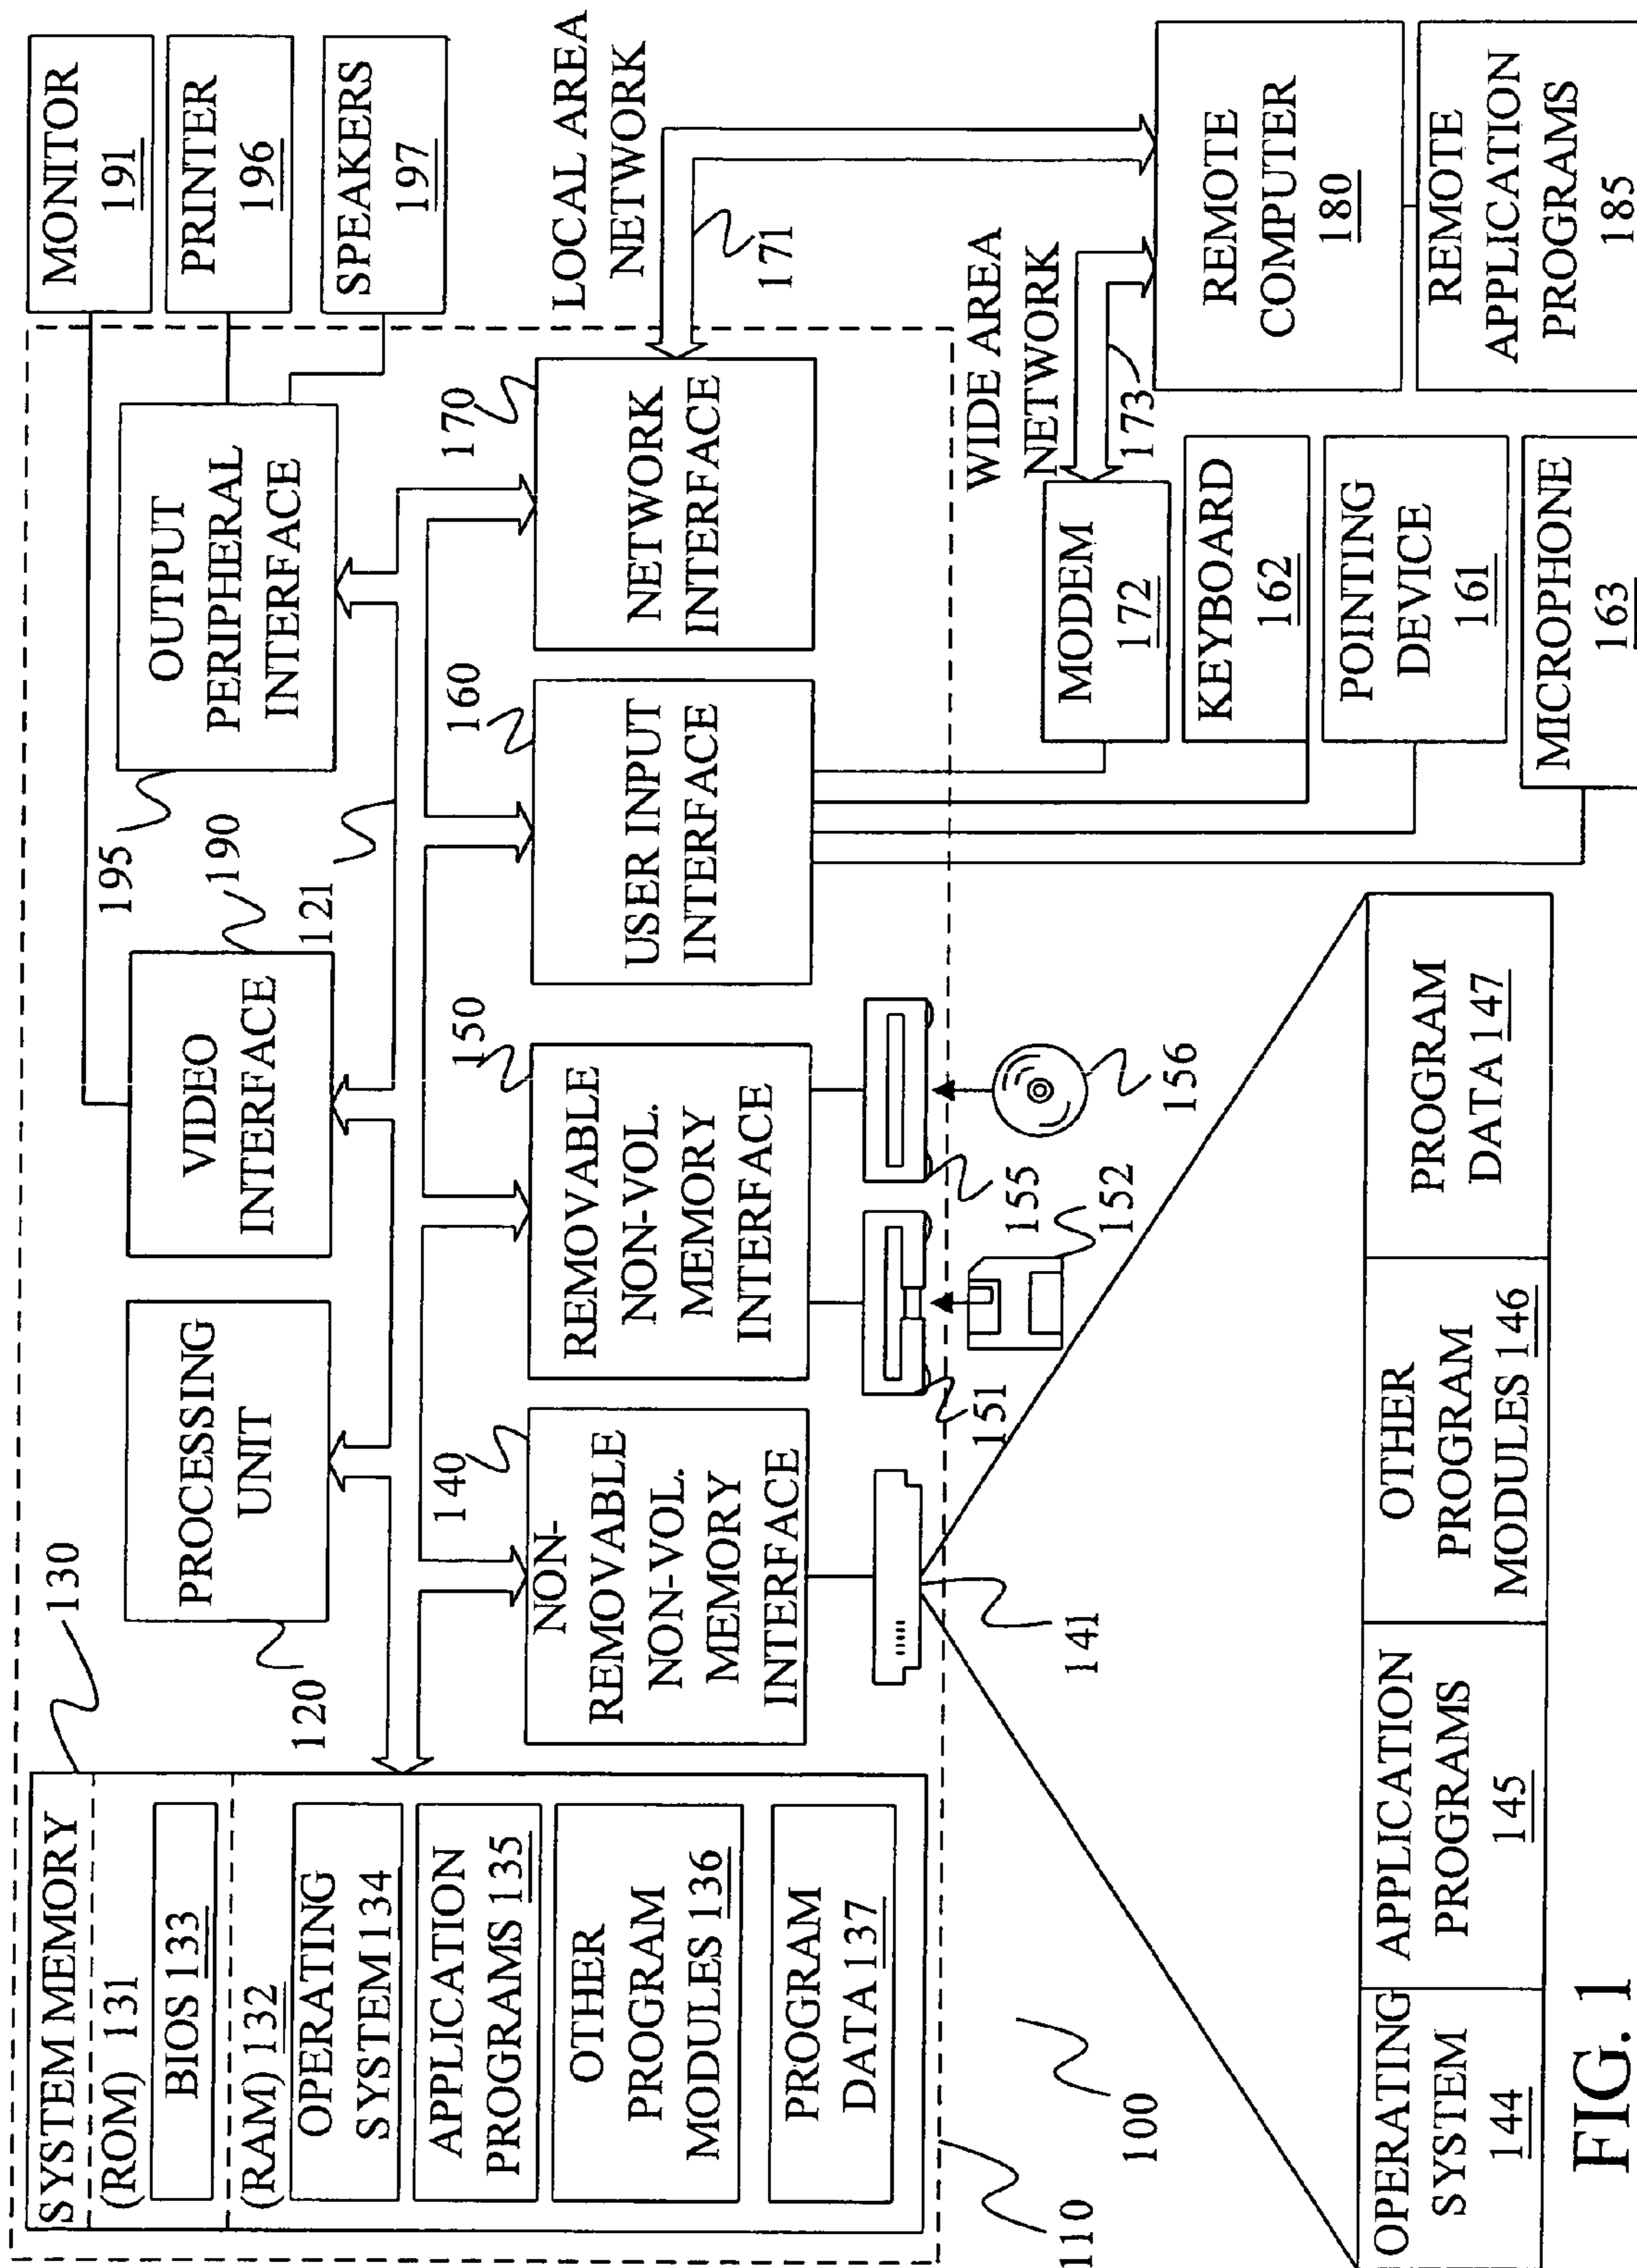 SYSTEM MEMORY
(ROM) 131
BIOS 133
(RAM) 132
OPERATING
SYSTEM 134
APPLICATION
PROGRAMS 135
OTHER
PROGRAM
MODULES 136
PROGRAM
DATA 137
130
120
PROCESSING
UNIT
VIDEO
INTERFACE
190
121
195
OUTPUT
PERIPHERAL
INTERFACE
MONITOR
191
PRINTER
196
SPEAKERS
197
140
NON-
REMOVABLE
NON-VOL.
MEMORY
INTERFACE
150
REMOVABLE
NON-VOL.
MEMORY
INTERFACE
160
USER INPUT
INTERFACE
170
NETWORK
INTERFACE
LOCAL AREA
NETWORK
171
WIDE AREA
NETWORK
173
141
151
155
152
156
MODEM
172
KEYBOARD
162
POINTING
DEVICE
161
MICROPHONE
163
REMOTE
COMPUTER
180
REMOTE
APPLICATION
PROGRAMS
185
110
100
OPERATING
SYSTEM
144
APPLICATION
PROGRAMS
145
OTHER
PROGRAM
MODULES 146
PROGRAM
DATA 147
FIG. 1